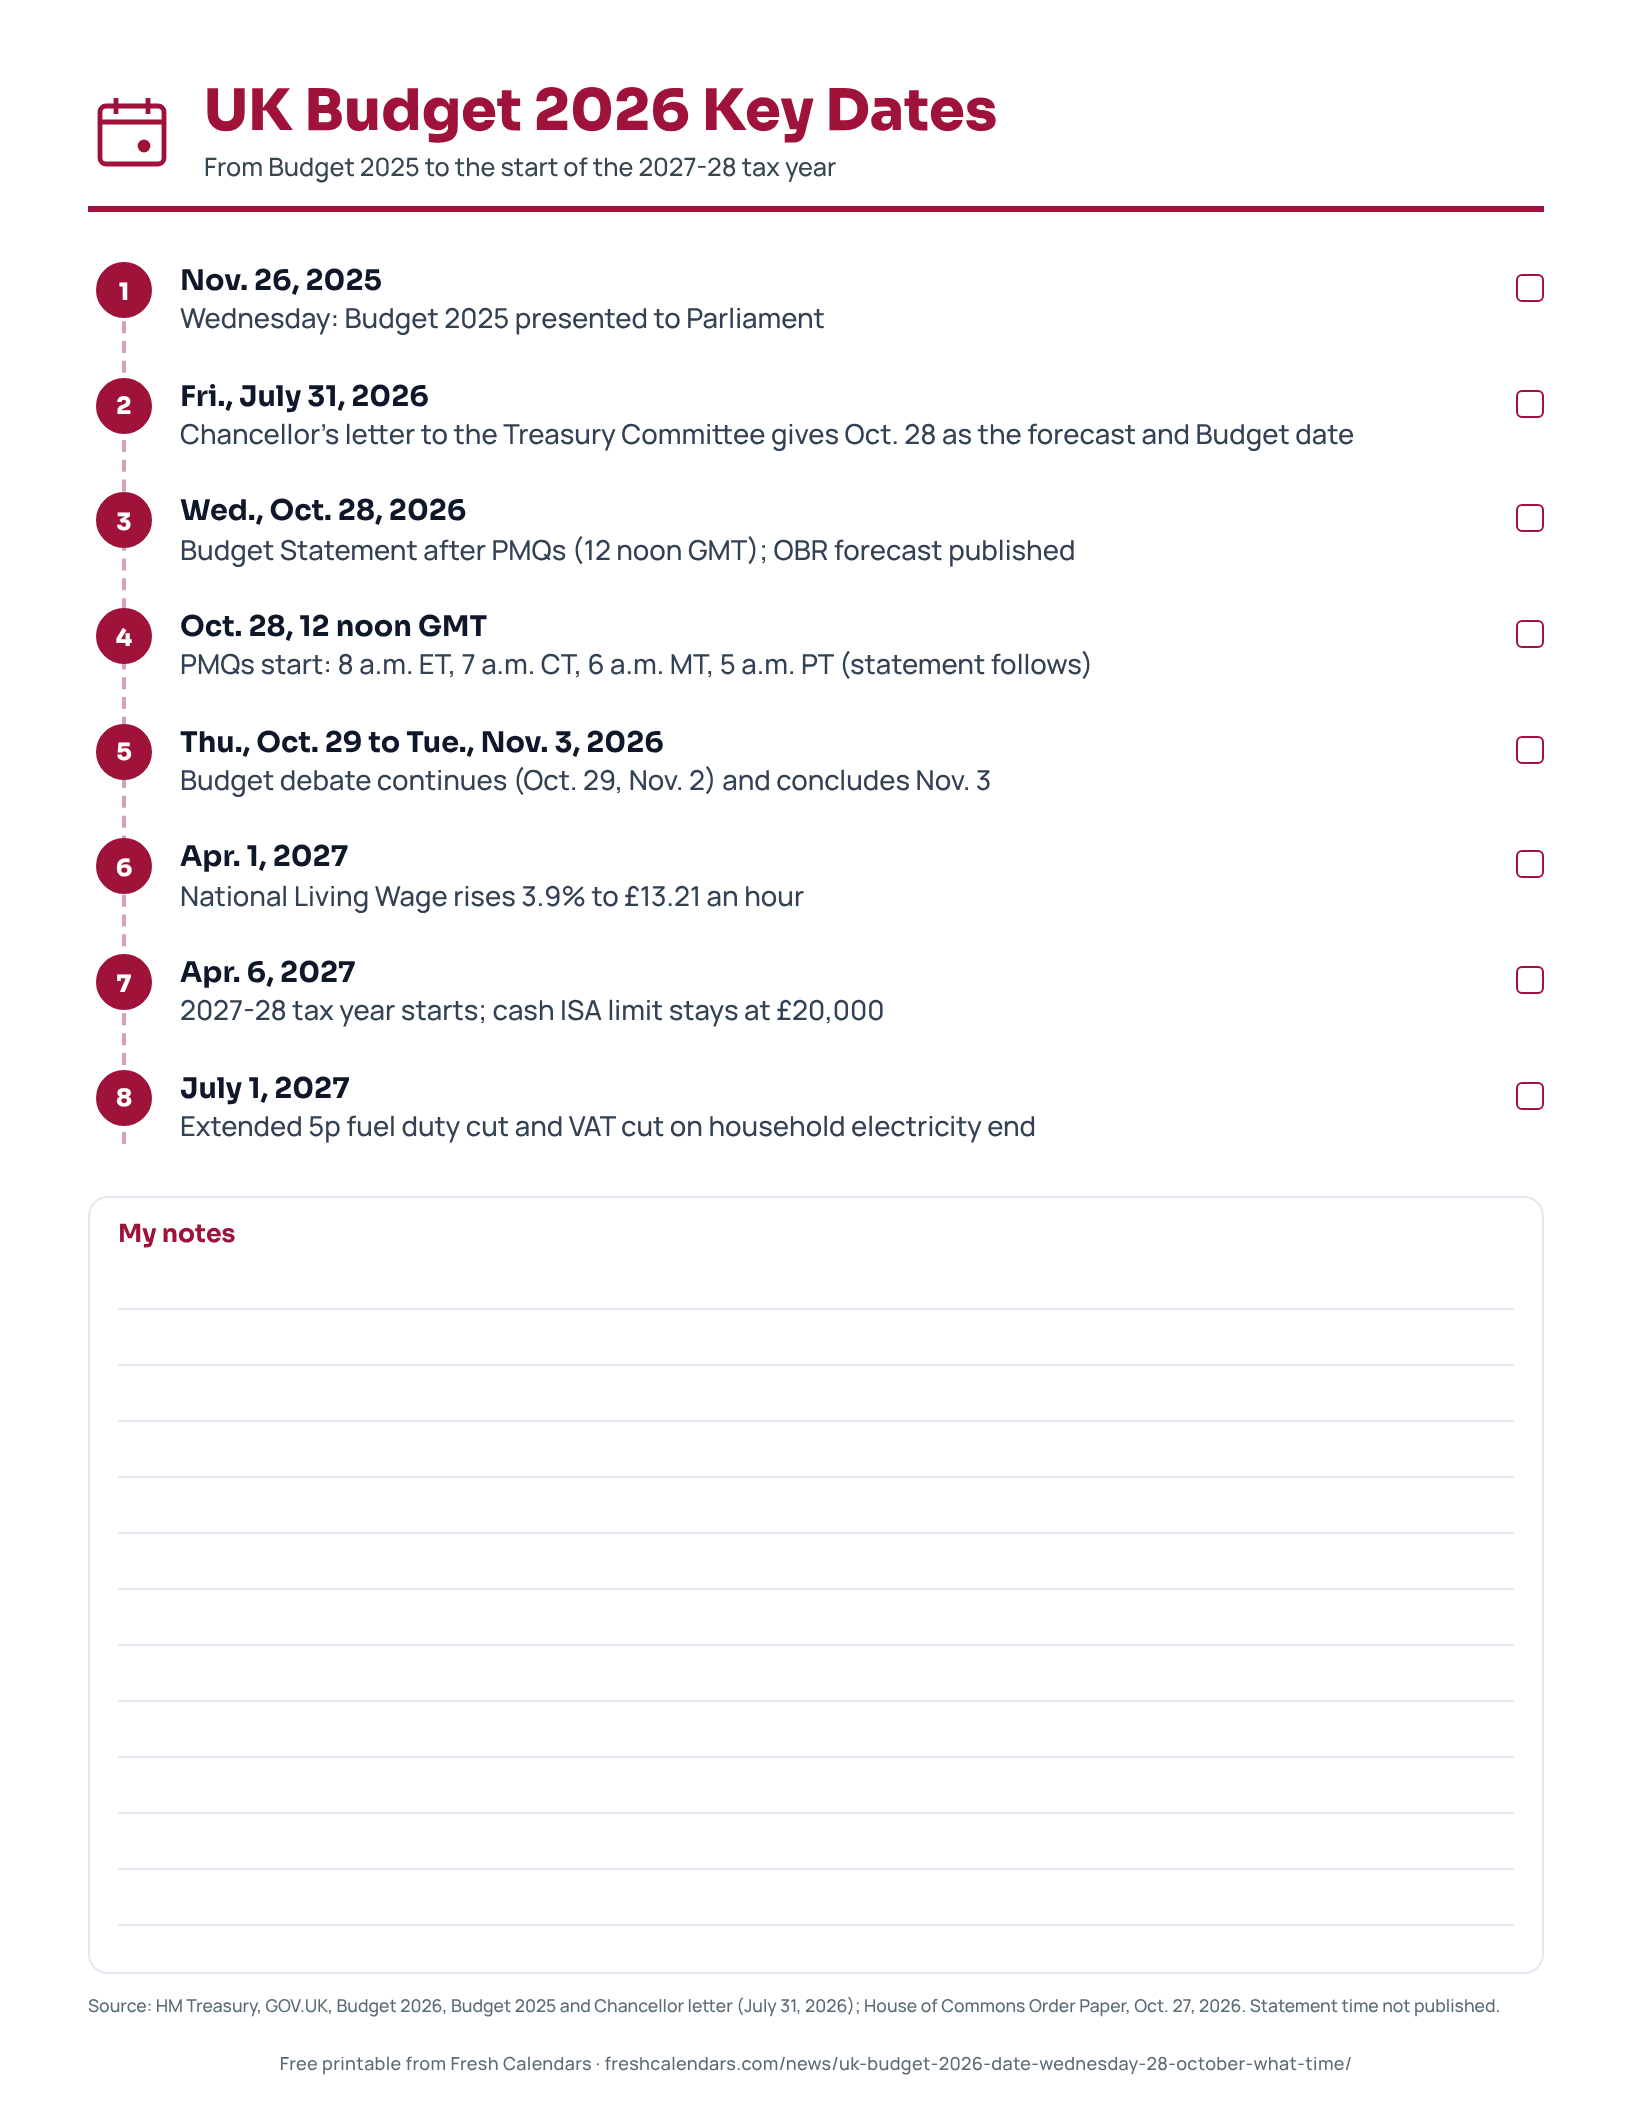 UK Budget 2026 Key Dates
From Budget 2025 to the start of the 2027-28 tax year
1
Nov. 26, 2025
Wednesday: Budget 2025 presented to Parliament
2
Fri., July 31, 2026
Chancellor’s letter to the Treasury Committee gives Oct. 28 as the forecast and Budget date
3
Wed., Oct. 28, 2026
Budget Statement after PMQs (12 noon GMT); OBR forecast published
4
Oct. 28, 12 noon GMT
PMQs start: 8 a.m. ET, 7 a.m. CT, 6 a.m. MT, 5 a.m. PT (statement follows)
5
Thu., Oct. 29 to Tue., Nov. 3, 2026
Budget debate continues (Oct. 29, Nov. 2) and concludes Nov. 3
6
Apr. 1, 2027
National Living Wage rises 3.9% to £13.21 an hour
7
Apr. 6, 2027
2027-28 tax year starts; cash ISA limit stays at £20,000
8
July 1, 2027
Extended 5p fuel duty cut and VAT cut on household electricity end
My notes
Source: HM Treasury, GOV.UK, Budget 2026, Budget 2025 and Chancellor letter (July 31, 2026); House of Commons Order Paper, Oct. 27, 2026. Statement time not published.
Free printable from Fresh Calendars · freshcalendars.com/news/uk-budget-2026-date-wednesday-28-october-what-time/